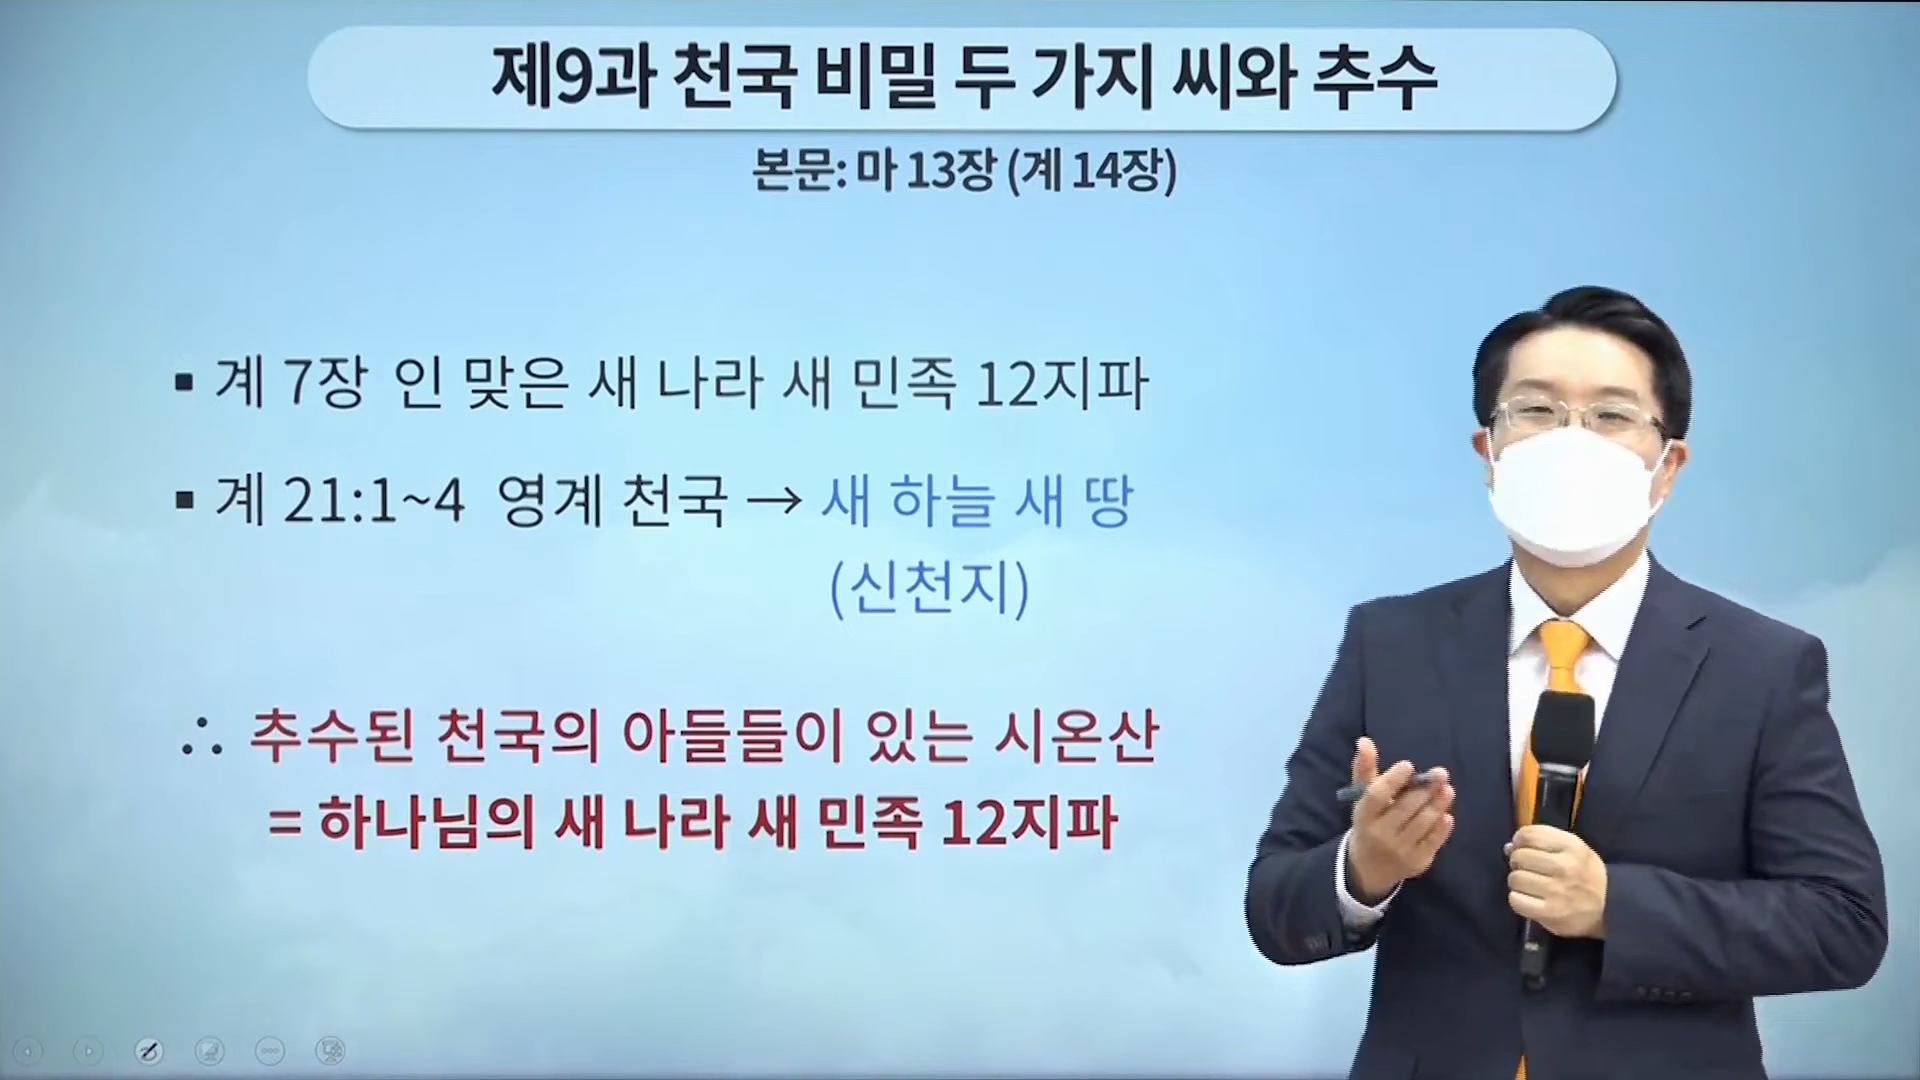 제9과 천국 비밀 두 가지 씨와 추수
본문: 마 13장 (계 14장)
▪ 계 7장 인 맞은 새 나라 새 민족 12지파
▪ 계 21:1~4 영계 천국 → 새 하늘 새 땅
(신천지)
∴ 추수된 천국의 아들들이 있는 시온산
= 하나님의 새 나라 새 민족 12지파